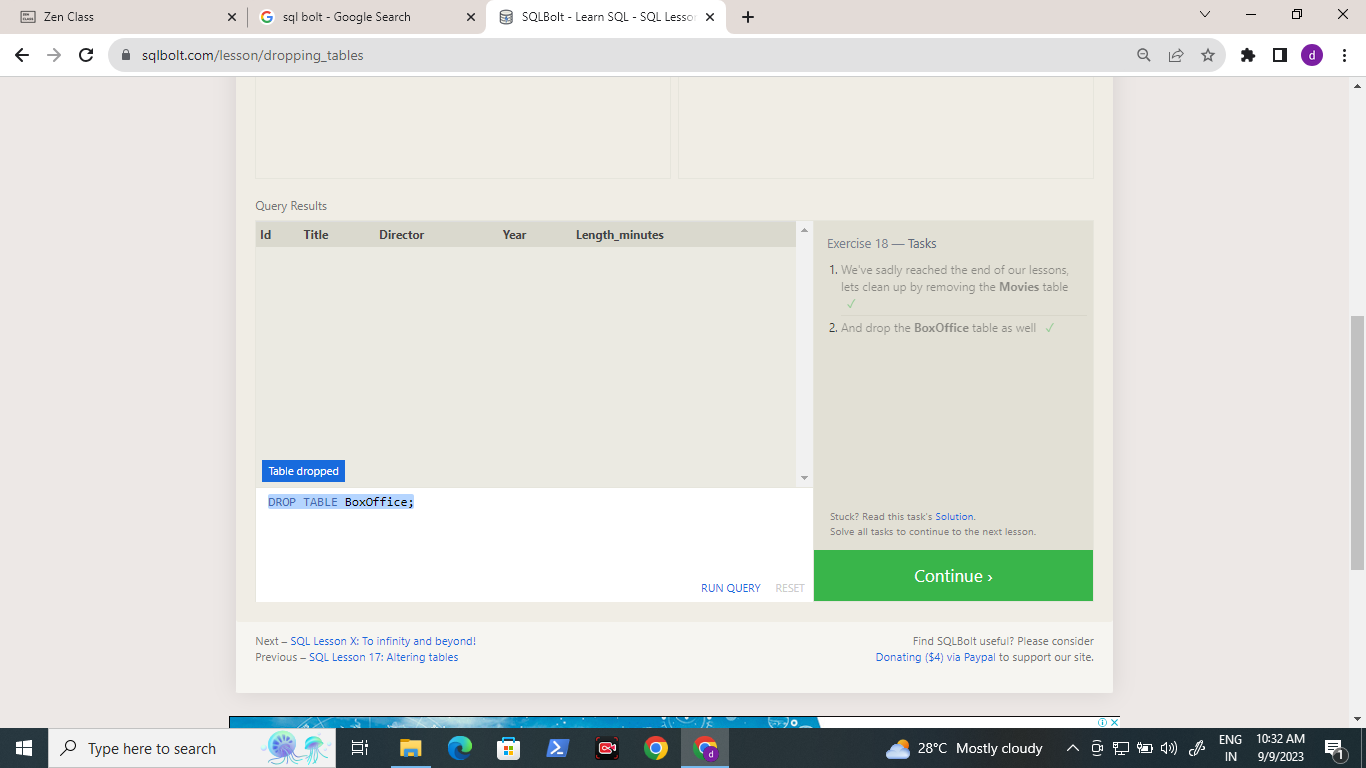 Zen Class
sql bolt - Google Search
SQLBolt - Learn SQL - SQL Lesson
sqlbolt.com/lesson/dropping_tables
d
Query Results
Id Title Director Year Length_minutes
Table dropped
DROP TABLE BoxOffice;
RUN QUERY RESET
Exercise 18 — Tasks
1. We've sadly reached the end of our lessons,
lets clean up by removing the Movies table
✓
2. And drop the BoxOffice table as well ✓
Stuck? Read this task's Solution.
Solve all tasks to continue to the next lesson.
Continue ›
Next – SQL Lesson X: To infinity and beyond!
Previous – SQL Lesson 17: Altering tables
Find SQLBolt useful? Please consider
Donating ($4) via Paypal to support our site.
Type here to search
d
28°C Mostly cloudy
ENG
IN
10:32 AM
9/9/2023
1